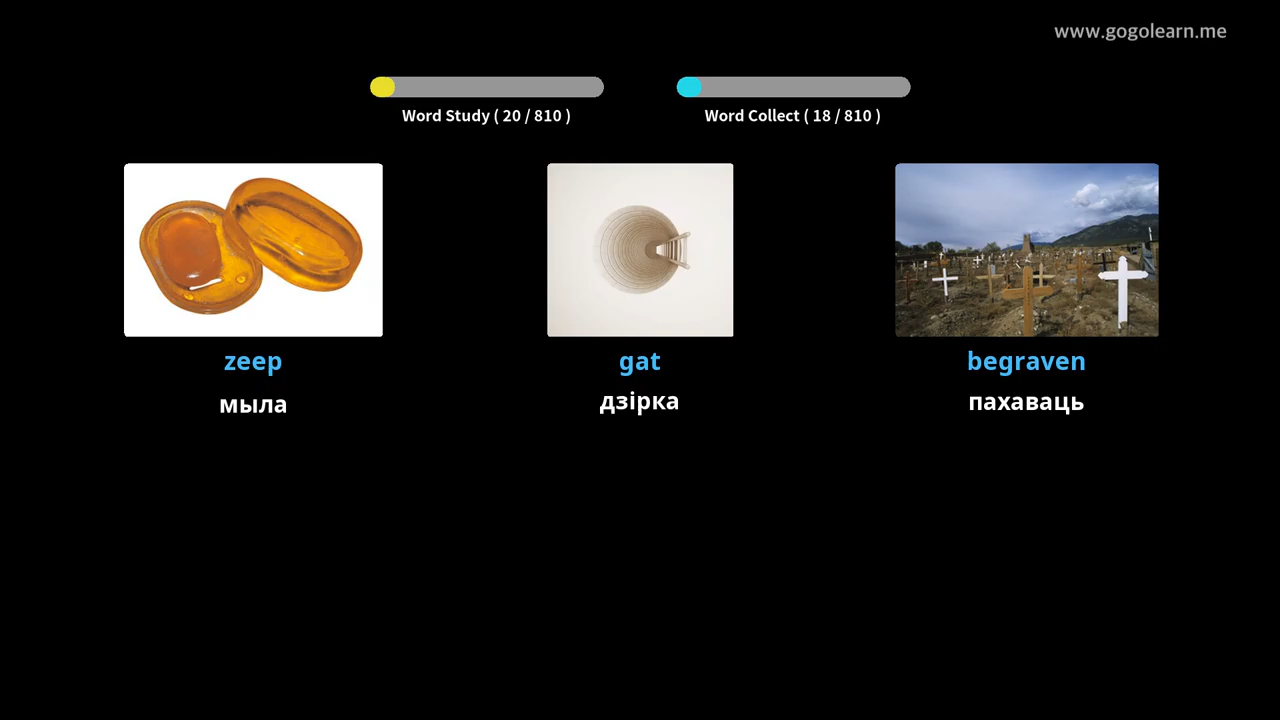 www.gogolearn.me
Word Study ( 20 / 810 )
Word Collect ( 18 / 810 )
zeep
gat
begraven
мыла
дзірка
пахаваць